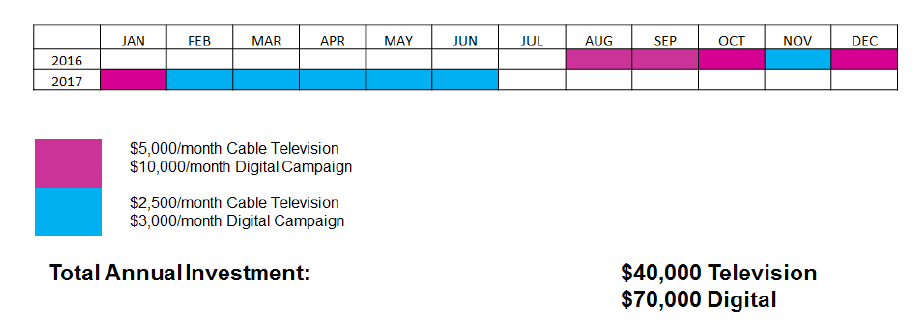 JAN FEB MAR APR MAY JUN JUL AUG SEP OCT NOV DEC
2016
2017
$5,000/month Cable Television
$10,000/month Digital Campaign
$2,500/month Cable Television
$3,000/month Digital Campaign
Total Annual Investment: $40,000 Television
$70,000 Digital